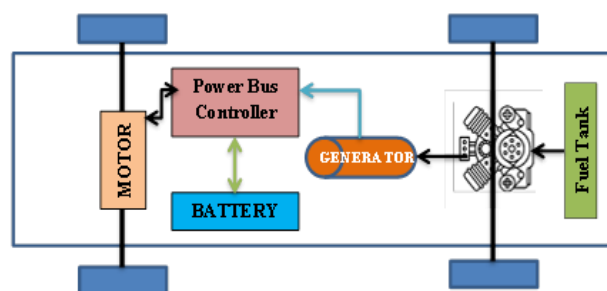 Power Bus
Controller
MOTOR
GENERATOR
BATTERY
Fuel Tank